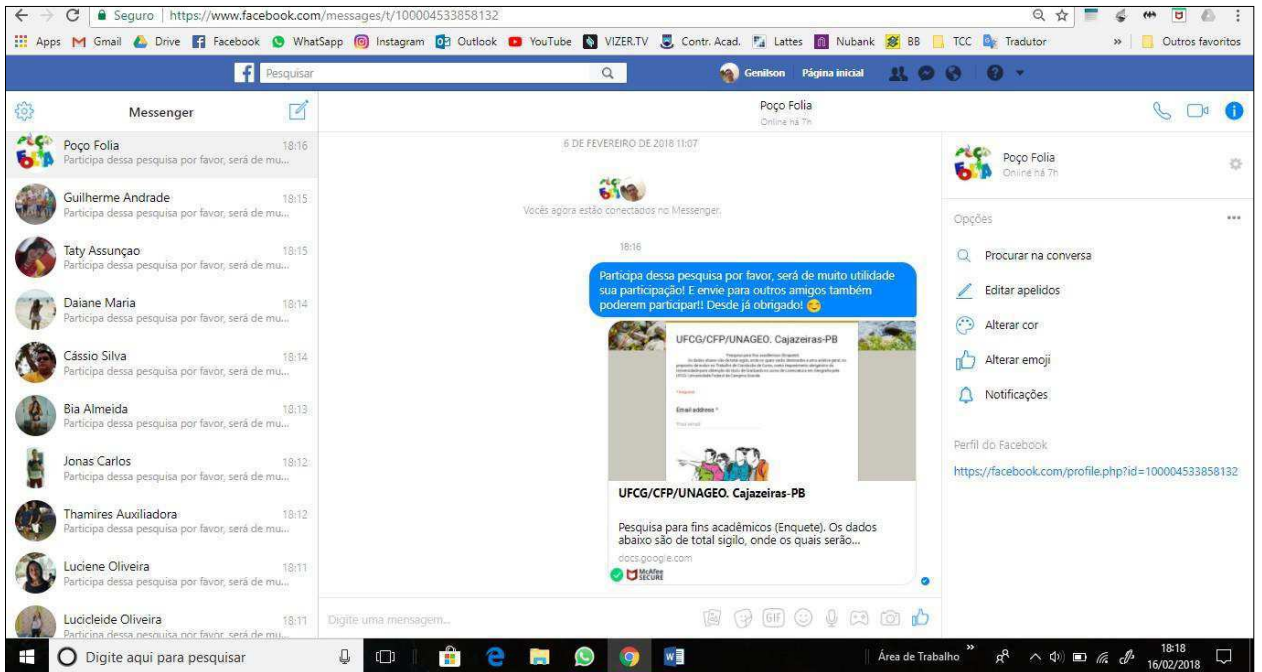 Seguro | https://www.facebook.com/messages/t/100004533858132
Apps Gmail Drive Facebook WhatsApp Instagram Outlook YouTube VIZER.TV Contr. Acad. Lattes Nubank BB TCC Tradutor » Outros favoritos
Pesquisar Genilson Página inicial
Messenger
Poço Folia 18:16
Participa dessa pesquisa por favor, será de mu...
Guilherme Andrade 18:15
Participa dessa pesquisa por favor, será de mu...
Taty Assunçao 18:15
Participa dessa pesquisa por favor, será de mu...
Daiane Maria 18:14
Participa dessa pesquisa por favor, será de mu...
Cássio Silva 18:14
Participa dessa pesquisa por favor, será de mu...
Bia Almeida 18:13
Participa dessa pesquisa por favor, será de mu...
Jonas Carlos 18:12
Participa dessa pesquisa por favor, será de mu...
Thamires Auxiliadora 18:12
Participa dessa pesquisa por favor, será de mu...
Luciene Oliveira 18:11
Participa dessa pesquisa por favor, será de mu...
Lucicleide Oliveira 18:11
Participa dessa pesquisa por favor, será de mu...
Poço Folia
Online há 7h
6 DE FEVEREIRO DE 2018 11:07
Vocês agora estão conectados no Messenger.
18:16
Participa dessa pesquisa por favor, será de muito utilidade
sua participação! E envie para outros amigos também
poderem participar!! Desde já obrigado! 😊
UFCG/CFP/UNAGEO. Cajazeiras-PB
Email address *
UFCG/CFP/UNAGEO. Cajazeiras-PB
Pesquisa para fins acadêmicos (Enquete). Os dados
abaixo são de total sigilo, onde os quais serão...
docs.google.com
McAfee
SECURE
Digite uma mensagem...
GIF
Poço Folia
Online há 7h
Opções
Procurar na conversa
Editar apelidos
Alterar cor
Alterar emoji
Notificações
Perfil do Facebook
https://facebook.com/profile.php?id=100004533858132
Digite aqui para pesquisar
Área de Trabalho »
18:18
16/02/2018